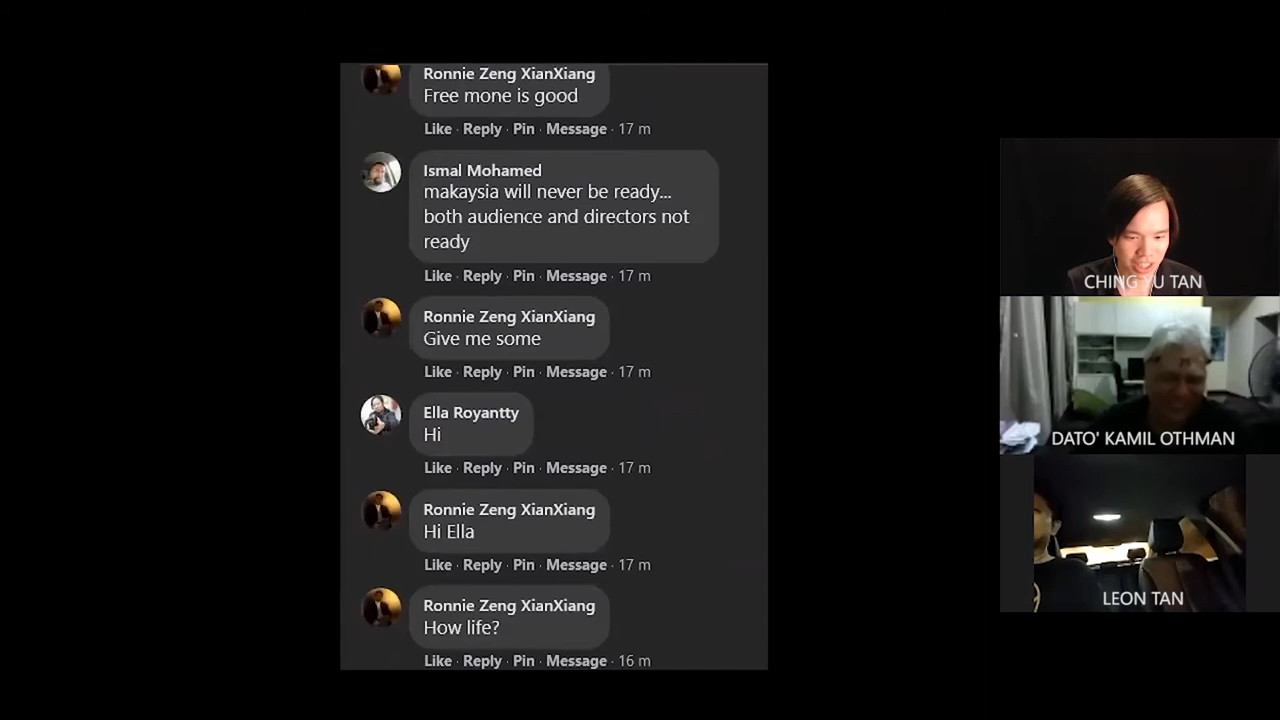 Ronnie Zeng XianXiang
Free mone is good
Like · Reply · Pin · Message · 17 m
Ismal Mohamed
makaysia will never be ready...
both audience and directors not
ready
Like · Reply · Pin · Message · 17 m
Ronnie Zeng XianXiang
Give me some
Like · Reply · Pin · Message · 17 m
Ella Royantty
Hi
Like · Reply · Pin · Message · 17 m
Ronnie Zeng XianXiang
Hi Ella
Like · Reply · Pin · Message · 17 m
Ronnie Zeng XianXiang
How life?
Like · Reply · Pin · Message · 16 m
CHING YU TAN
DATO' KAMIL OTHMAN
LEON TAN